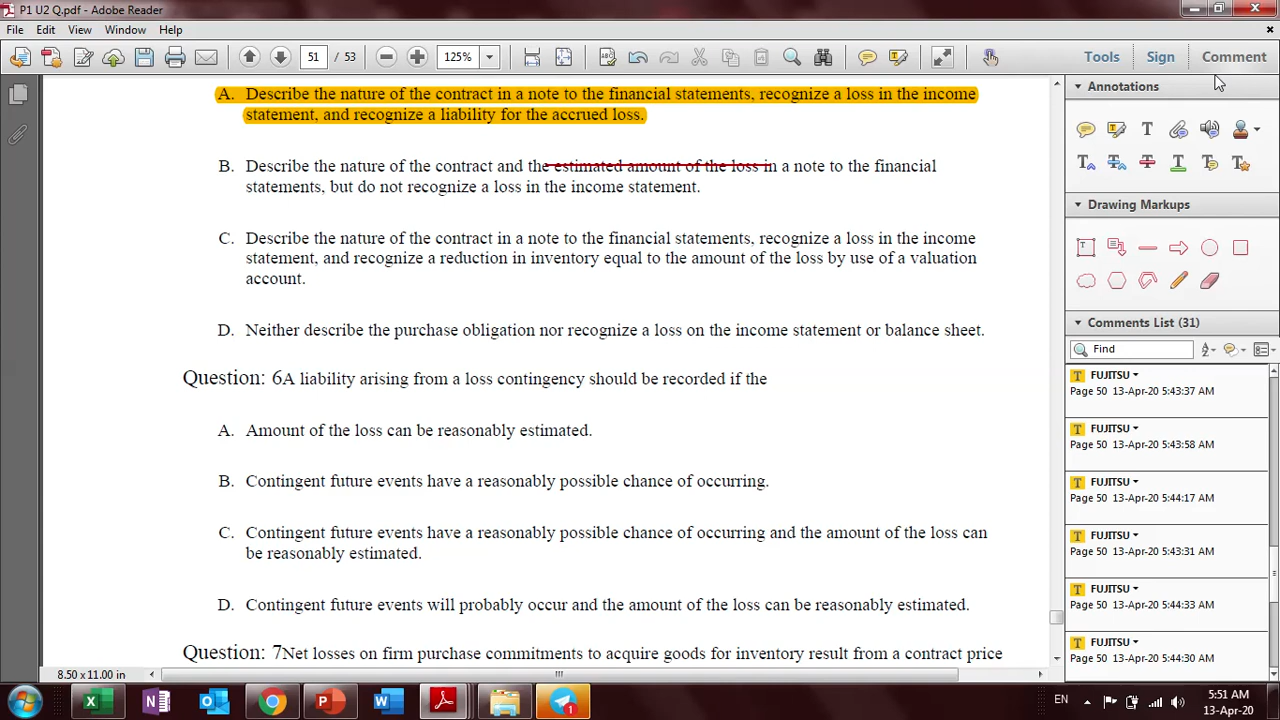 P1 U2 Q.pdf - Adobe Reader
File Edit View Window Help
51 / 53 125% Tools Sign Comment
A. Describe the nature of the contract in a note to the financial statements, recognize a loss in the income
statement, and recognize a liability for the accrued loss.
B. Describe the nature of the contract and the estimated amount of the loss in a note to the financial
statements, but do not recognize a loss in the income statement.
C. Describe the nature of the contract in a note to the financial statements, recognize a loss in the income
statement, and recognize a reduction in inventory equal to the amount of the loss by use of a valuation
account.
D. Neither describe the purchase obligation nor recognize a loss on the income statement or balance sheet.
Question: 6A liability arising from a loss contingency should be recorded if the
A. Amount of the loss can be reasonably estimated.
B. Contingent future events have a reasonably possible chance of occurring.
C. Contingent future events have a reasonably possible chance of occurring and the amount of the loss can
be reasonably estimated.
D. Contingent future events will probably occur and the amount of the loss can be reasonably estimated.
Question: 7Net losses on firm purchase commitments to acquire goods for inventory result from a contract price
8.50 x 11.00 in
Annotations
Drawing Markups
Comments List (31)
Find
FUJITSU
Page 50 13-Apr-20 5:43:37 AM
FUJITSU
Page 50 13-Apr-20 5:43:58 AM
FUJITSU
Page 50 13-Apr-20 5:44:17 AM
FUJITSU
Page 50 13-Apr-20 5:43:31 AM
FUJITSU
Page 50 13-Apr-20 5:44:33 AM
FUJITSU
Page 50 13-Apr-20 5:44:30 AM
EN
5:51 AM
13-Apr-20